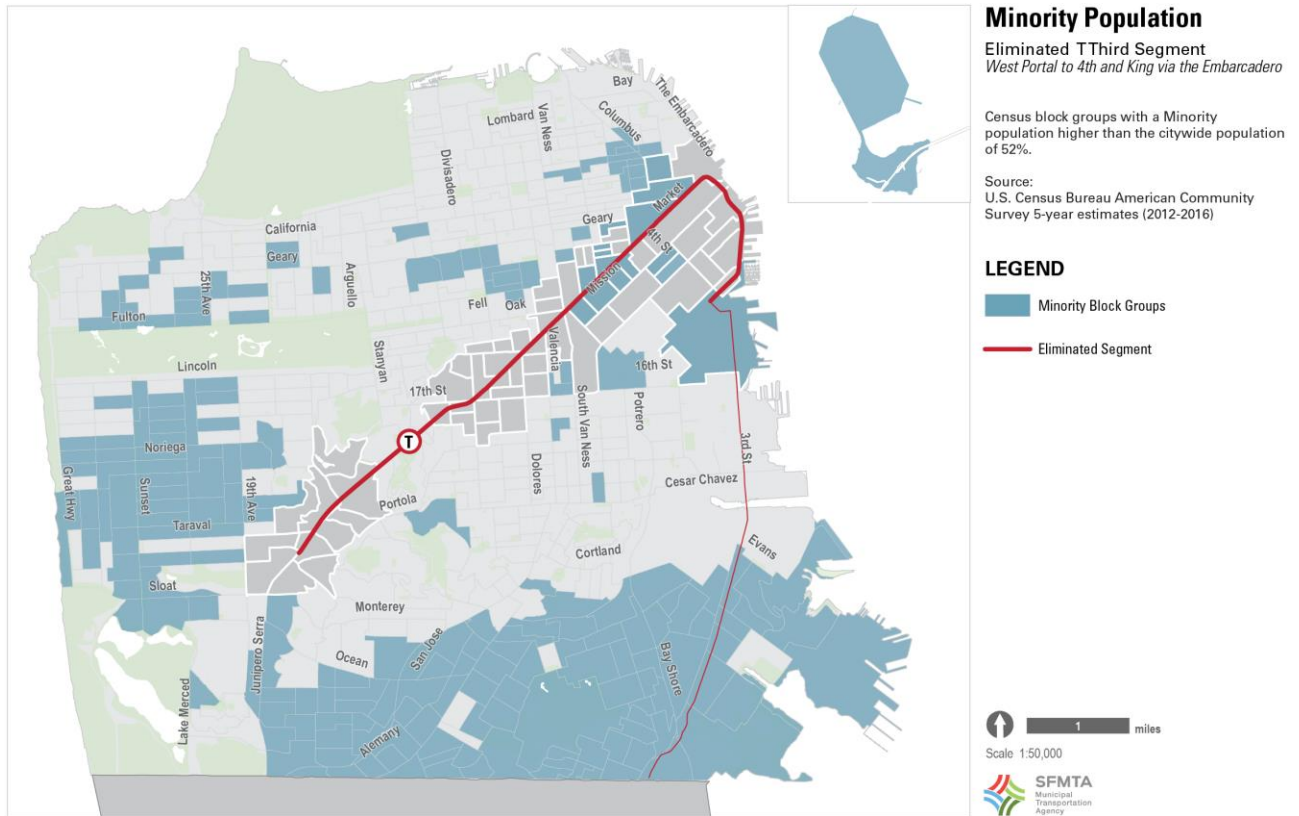 Minority Population
Eliminated TThird Segment
West Portal to 4th and King via the Embarcadero
Census block groups with a Minority
population higher than the citywide population
of 52%.
Source:
U.S. Census Bureau American Community
Survey 5-year estimates (2012-2016)
LEGEND
Minority Block Groups
Eliminated Segment
Bay
The Embarcadero
Columbus
Van Ness
Lombard
Divisadero
Market
Geary
California
Geary
4th St
25th Ave
Arguello
Mission
Fell
Oak
Fulton
Valencia
Stanyan
Lincoln
16th St
17th St
South Van Ness
Potrero
T
3rd St
Noriega
Great Hwy
Sunset
19th Ave
Dolores
Cesar Chavez
Portola
Taraval
Evans
Cortland
Sloat
Monterey
Junipero Serra
San Jose
Ocean
Bay Shore
Lake Merced
Alemany
1
miles
Scale 1:50,000
SFMTA
Municipal
Transportation
Agency